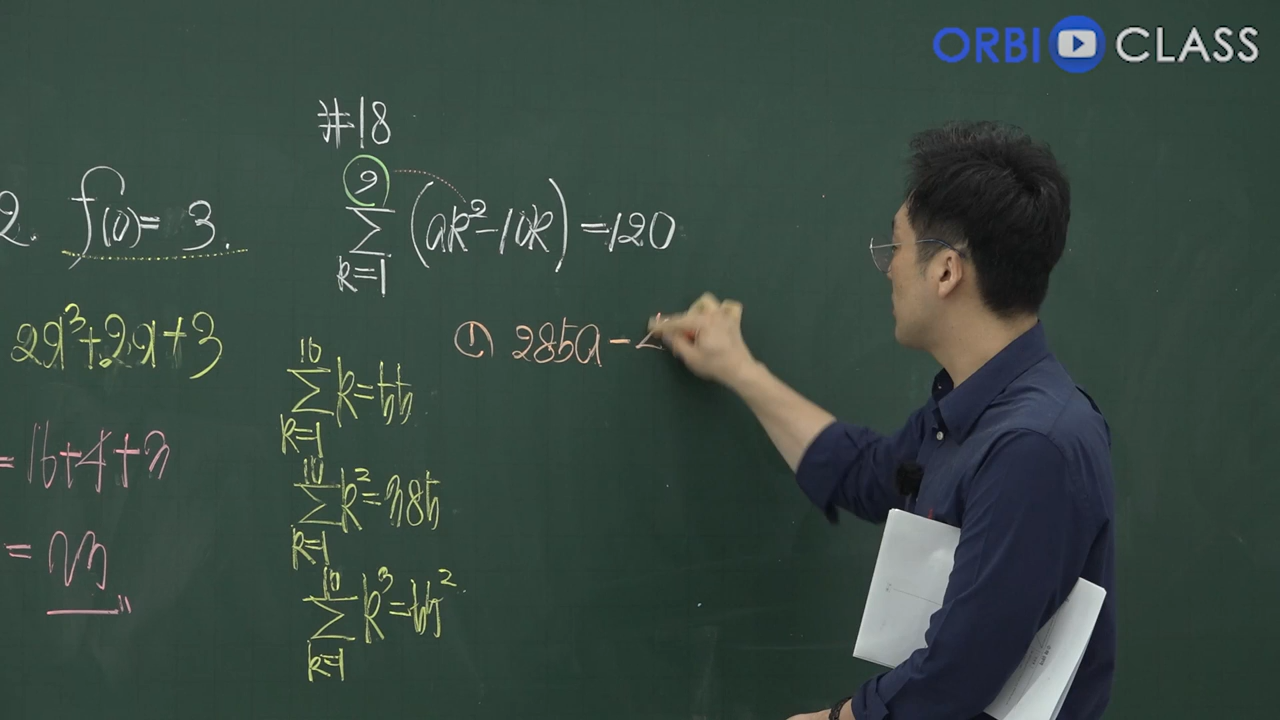 ORBI CLASS
2. f(0)= 3.
2a³+2a+3
=16+4+3
= 23
#18
9
∑ (ak²-10k) =120
k=1
① 285a-4
10
∑ k=55
k=1
10
∑ k²=385
k=1
10
∑ k³=55².
k=1